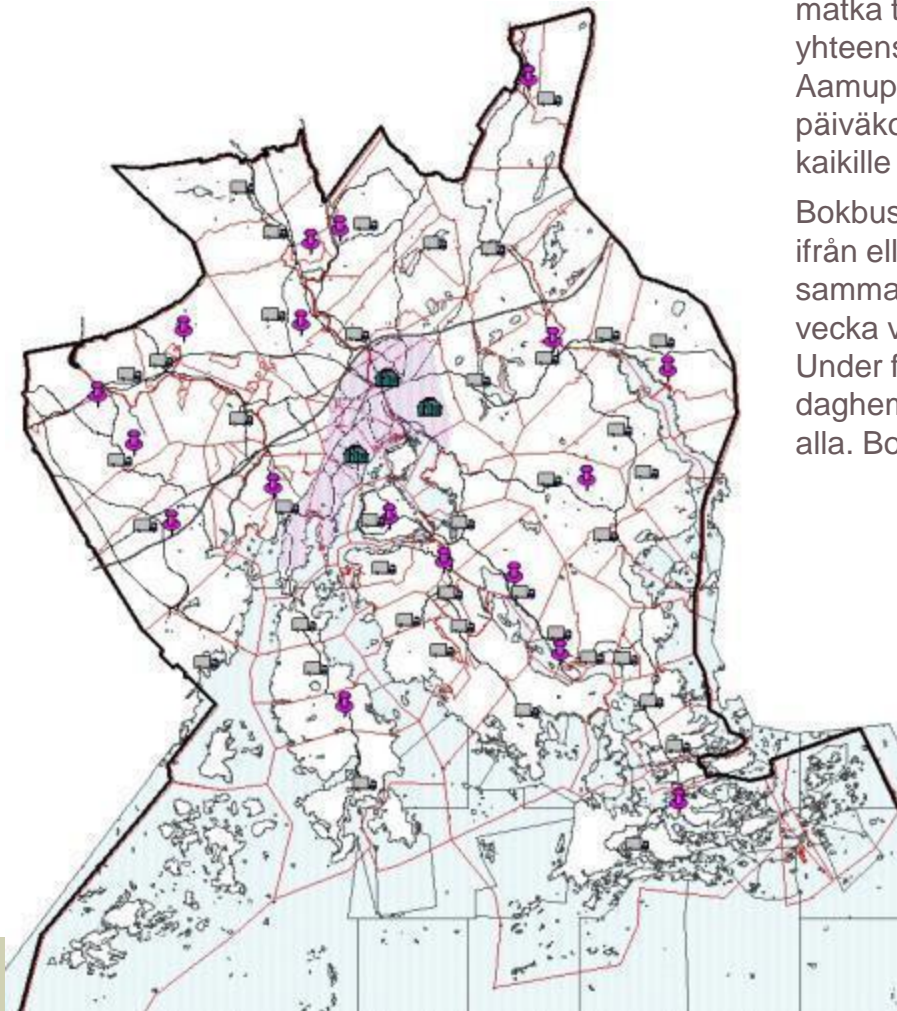 matka t
yhteens
Aamup
päiväko
kaikille
Bokbus
ifrån ell
samma
vecka v
Under f
daghem
alla. Bo